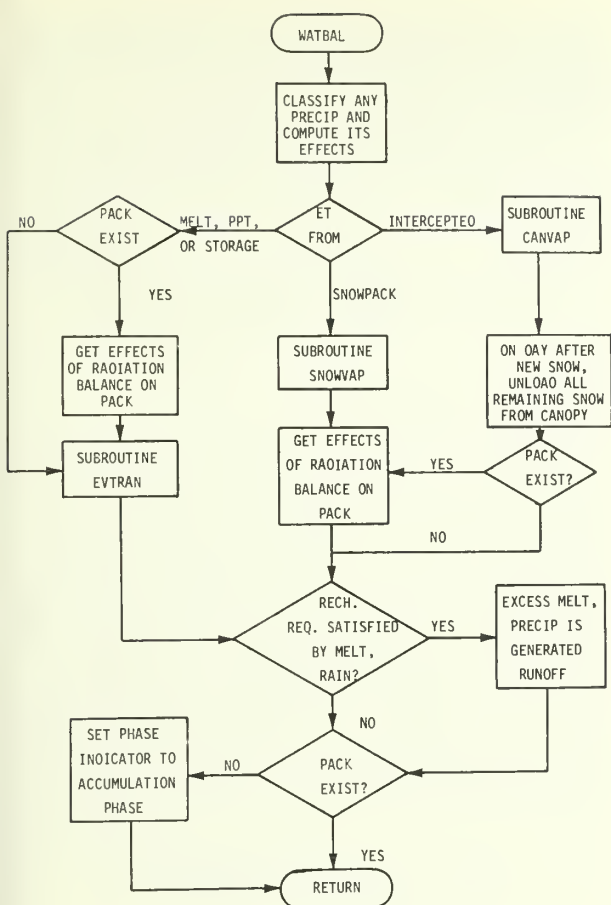 WATBAL
CLASSIFY ANY
PRECIP AND
COMPUTE ITS
EFFECTS
NO
PACK
EXIST
MELT, PPT,
OR STORAGE
ET
FROM
INTERCEPTEO
SUBROUTINE
CANVAP
YES
SNOWPACK
GET EFFECTS
OF RAOIATION
BALANCE ON
PACK
SUBROUTINE
SNOWVAP
ON OAY AFTER
NEW SNOW,
UNLOAO ALL
REMAINING SNOW
FROM CANOPY
SUBROUTINE
EVTRAN
GET EFFECTS
OF RAOIATION
BALANCE ON
PACK
YES
PACK
EXIST?
NO
RECH.
REQ. SATISFIED
BY MELT,
RAIN?
YES
EXCESS MELT,
PRECIP IS
GENERATED
RUNOFF
NO
SET PHASE
INOICATOR TO
ACCUMULATION
PHASE
NO
PACK
EXIST?
YES
RETURN